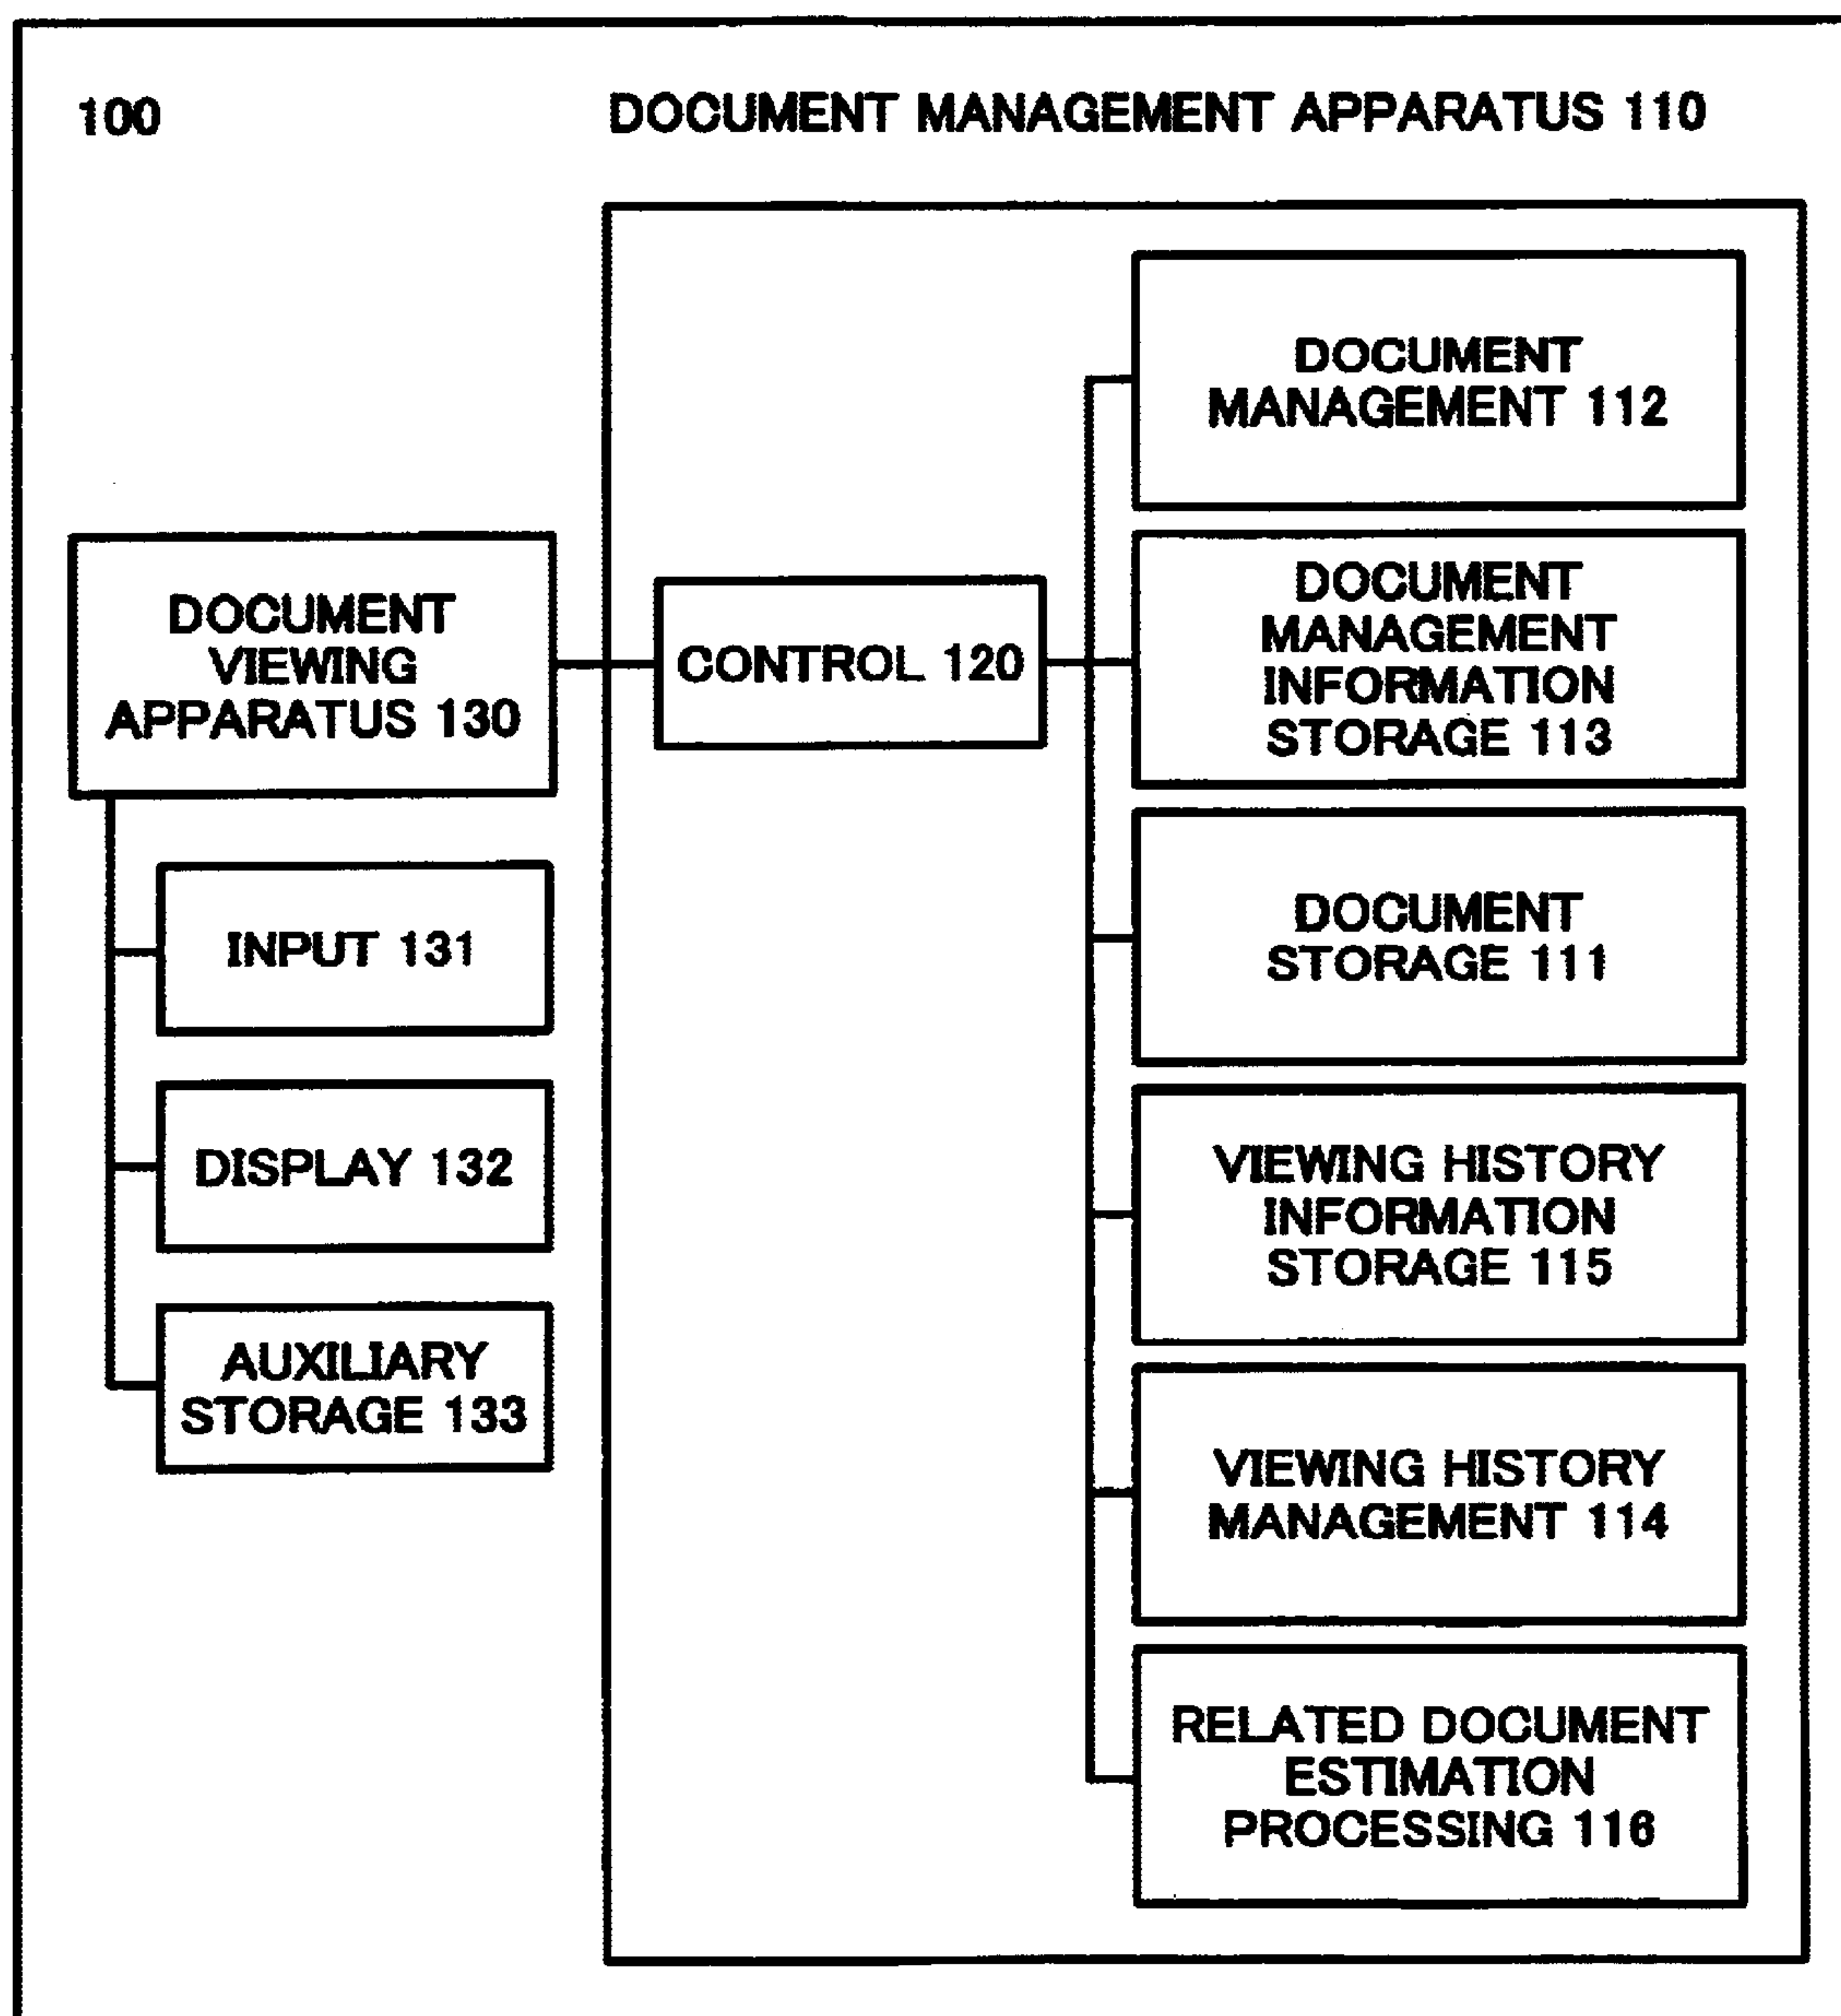 100
DOCUMENT MANAGEMENT APPARATUS 110
DOCUMENT
VIEWING
APPARATUS 130
INPUT 131
DISPLAY 132
AUXILIARY
STORAGE 133
CONTROL 120
DOCUMENT
MANAGEMENT 112
DOCUMENT
MANAGEMENT
INFORMATION
STORAGE 113
DOCUMENT
STORAGE 111
VIEWING HISTORY
INFORMATION
STORAGE 115
VIEWING HISTORY
MANAGEMENT 114
RELATED DOCUMENT
ESTIMATION
PROCESSING 116